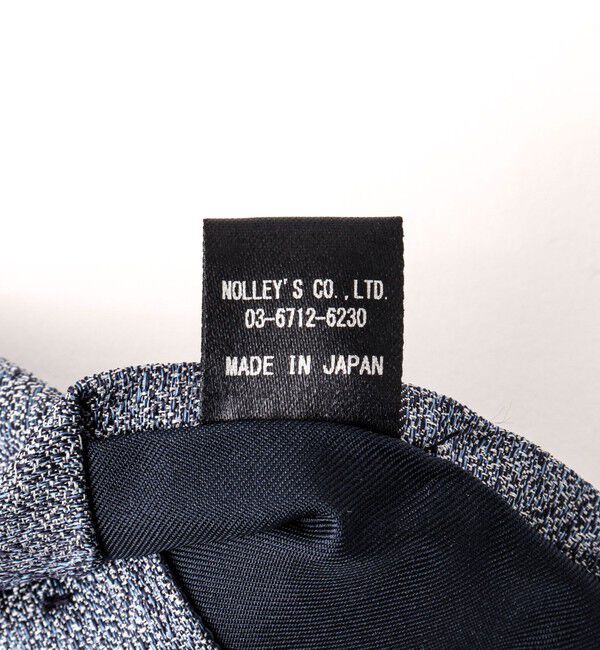 NOLLEY'S CO.,LTD.
03-6712-6230
MADE IN JAPAN